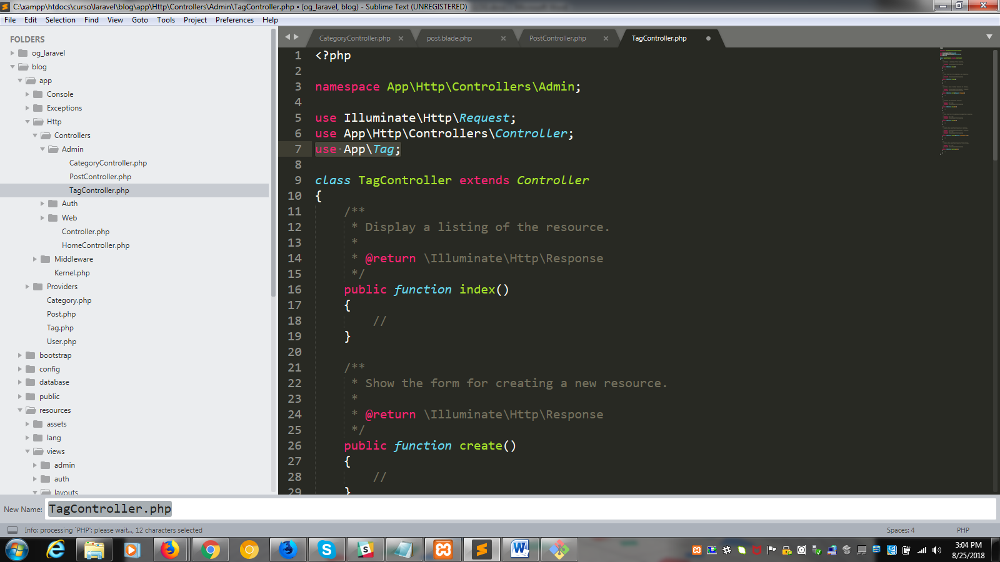 C:\xampp\htdocs\curso\laravel\blog\app\Http\Controllers\Admin\TagController.php • (og_laravel, blog) - Sublime Text (UNREGISTERED)
File Edit Selection Find View Goto Tools Project Preferences Help
FOLDERS
og_laravel
blog
app
Console
Exceptions
Http
Controllers
Admin
CategoryController.php
PostController.php
TagController.php
Auth
Web
Controller.php
HomeController.php
Middleware
Kernel.php
Providers
Category.php
Post.php
Tag.php
User.php
bootstrap
config
database
public
resources
assets
lang
views
admin
auth
layouts
CategoryController.php × post.blade.php × PostController.php × TagController.php •
1 <?php
2
3 namespace App\Http\Controllers\Admin;
4
5 use Illuminate\Http\Request;
6 use App\Http\Controllers\Controller;
7 use App\Tag;
8
9 class TagController extends Controller
10 {
11 /**
12 * Display a listing of the resource.
13 *
14 * @return \Illuminate\Http\Response
15 */
16 public function index()
17 {
18 //
19 }
20
21 /**
22 * Show the form for creating a new resource.
23 *
24 * @return \Illuminate\Http\Response
25 */
26 public function create()
27 {
28 //
29 }
New Name: TagController.php
Info: processing `PHP`: please wait..., 12 characters selected
Spaces: 4 PHP
3:04 PM
8/25/2018